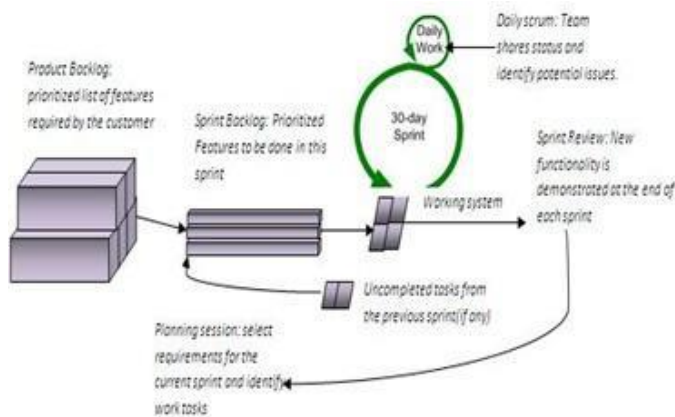 Product Backlog:
prioritized list of features
required by the customer
Sprint Backlog: Prioritized
Features to be done in this
sprint
Daily
Work
30-day
Sprint
Daily scrum: Team
shares status and
identify potential issues.
Sprint Review: New
functionality is
demonstrated at the end of
each sprint
Working system
Uncompleted tasks from
the previous sprint(if any)
Planning session: select
requirements for the
current sprint and identify
work tasks